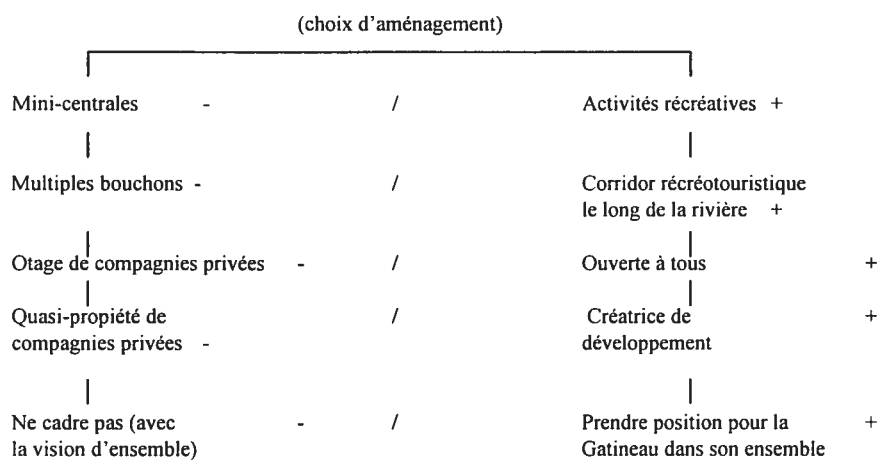 (choix d'aménagement)
Mini-centrales - / Activités récréatives +
Multiples bouchons - / Corridor récréotouristique
le long de la rivière +
Otage de compagnies privées - / Ouverte à tous +
Quasi-propiété de / Créatrice de +
compagnies privées - développement
Ne cadre pas (avec - / Prendre position pour la +
la vision d'ensemble) Gatineau dans son ensemble